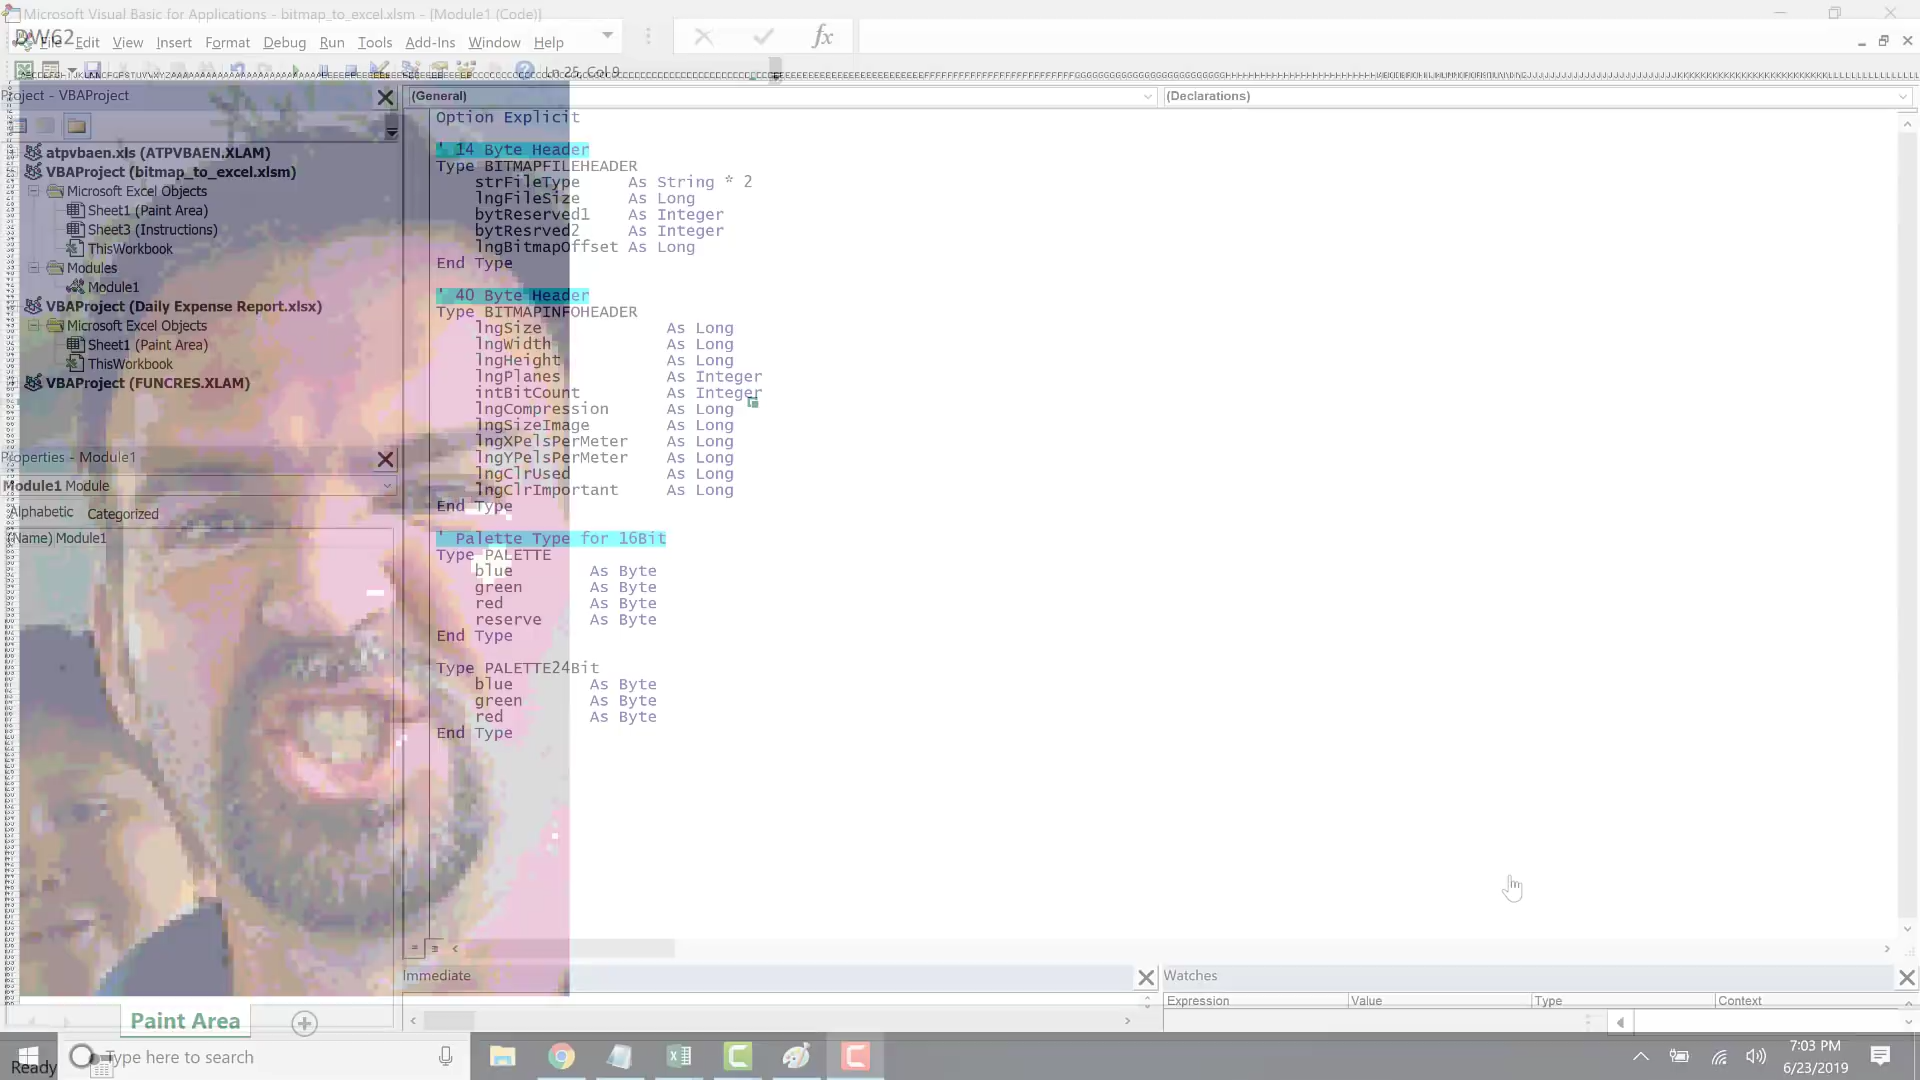 Microsoft Visual Basic for Applications - bitmap_to_excel.xlsm - [Module1 (Code)]
DW62
File Edit View Insert Format Debug Run Tools Add-Ins Window Help
fx
Ln 25, Col 9
Project - VBAProject
(General)
(Declarations)
atpvbaen.xls (ATPVBAEN.XLAM)
VBAProject (bitmap_to_excel.xlsm)
Microsoft Excel Objects
Sheet1 (Paint Area)
Sheet3 (Instructions)
ThisWorkbook
Modules
Module1
VBAProject (Daily Expense Report.xlsx)
Microsoft Excel Objects
Sheet1 (Paint Area)
ThisWorkbook
VBAProject (FUNCRES.XLAM)
Properties - Module1
Module1 Module
Alphabetic Categorized
(Name) Module1
Option Explicit
' 14 Byte Header
Type BITMAPFILEHEADER
strFileType As String * 2
lngFileSize As Long
bytReserved1 As Integer
bytResrved2 As Integer
lngBitmapOffset As Long
End Type
' 40 Byte Header
Type BITMAPINFOHEADER
lngSize As Long
lngWidth As Long
lngHeight As Long
lngPlanes As Integer
intBitCount As Integer
lngCompression As Long
lngSizeImage As Long
lngXPelsPerMeter As Long
lngYPelsPerMeter As Long
lngClrUsed As Long
lngClrImportant As Long
End Type
' Palette Type for 16Bit
Type PALETTE
blue As Byte
green As Byte
red As Byte
reserve As Byte
End Type
Type PALETTE24Bit
blue As Byte
green As Byte
red As Byte
End Type
Immediate
Watches
Expression Value Type Context
Paint Area
Ready
Type here to search
7:03 PM
6/23/2019